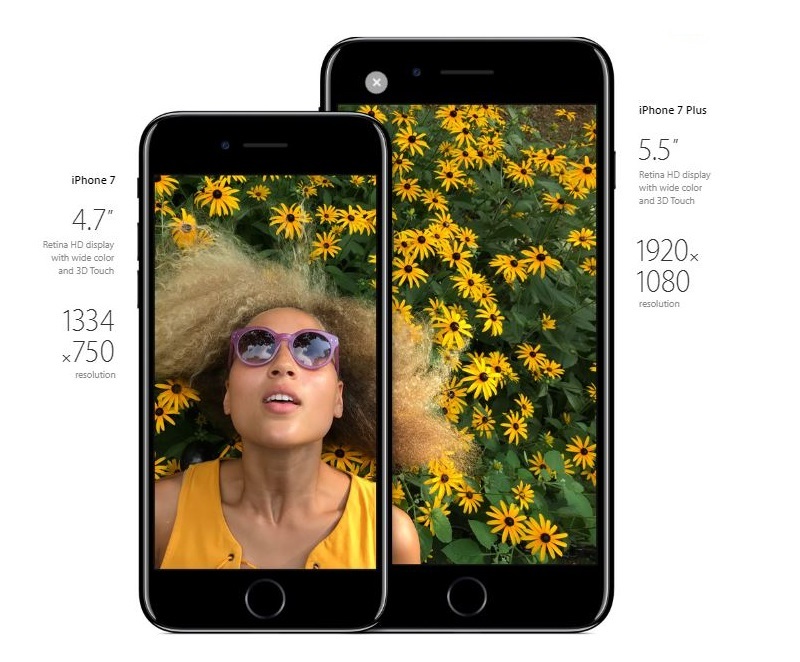 iPhone 7
4.7″
Retina HD display
with wide color
and 3D Touch
1334
×750
resolution
iPhone 7 Plus
5.5″
Retina HD display
with wide color
and 3D Touch
1920×
1080
resolution